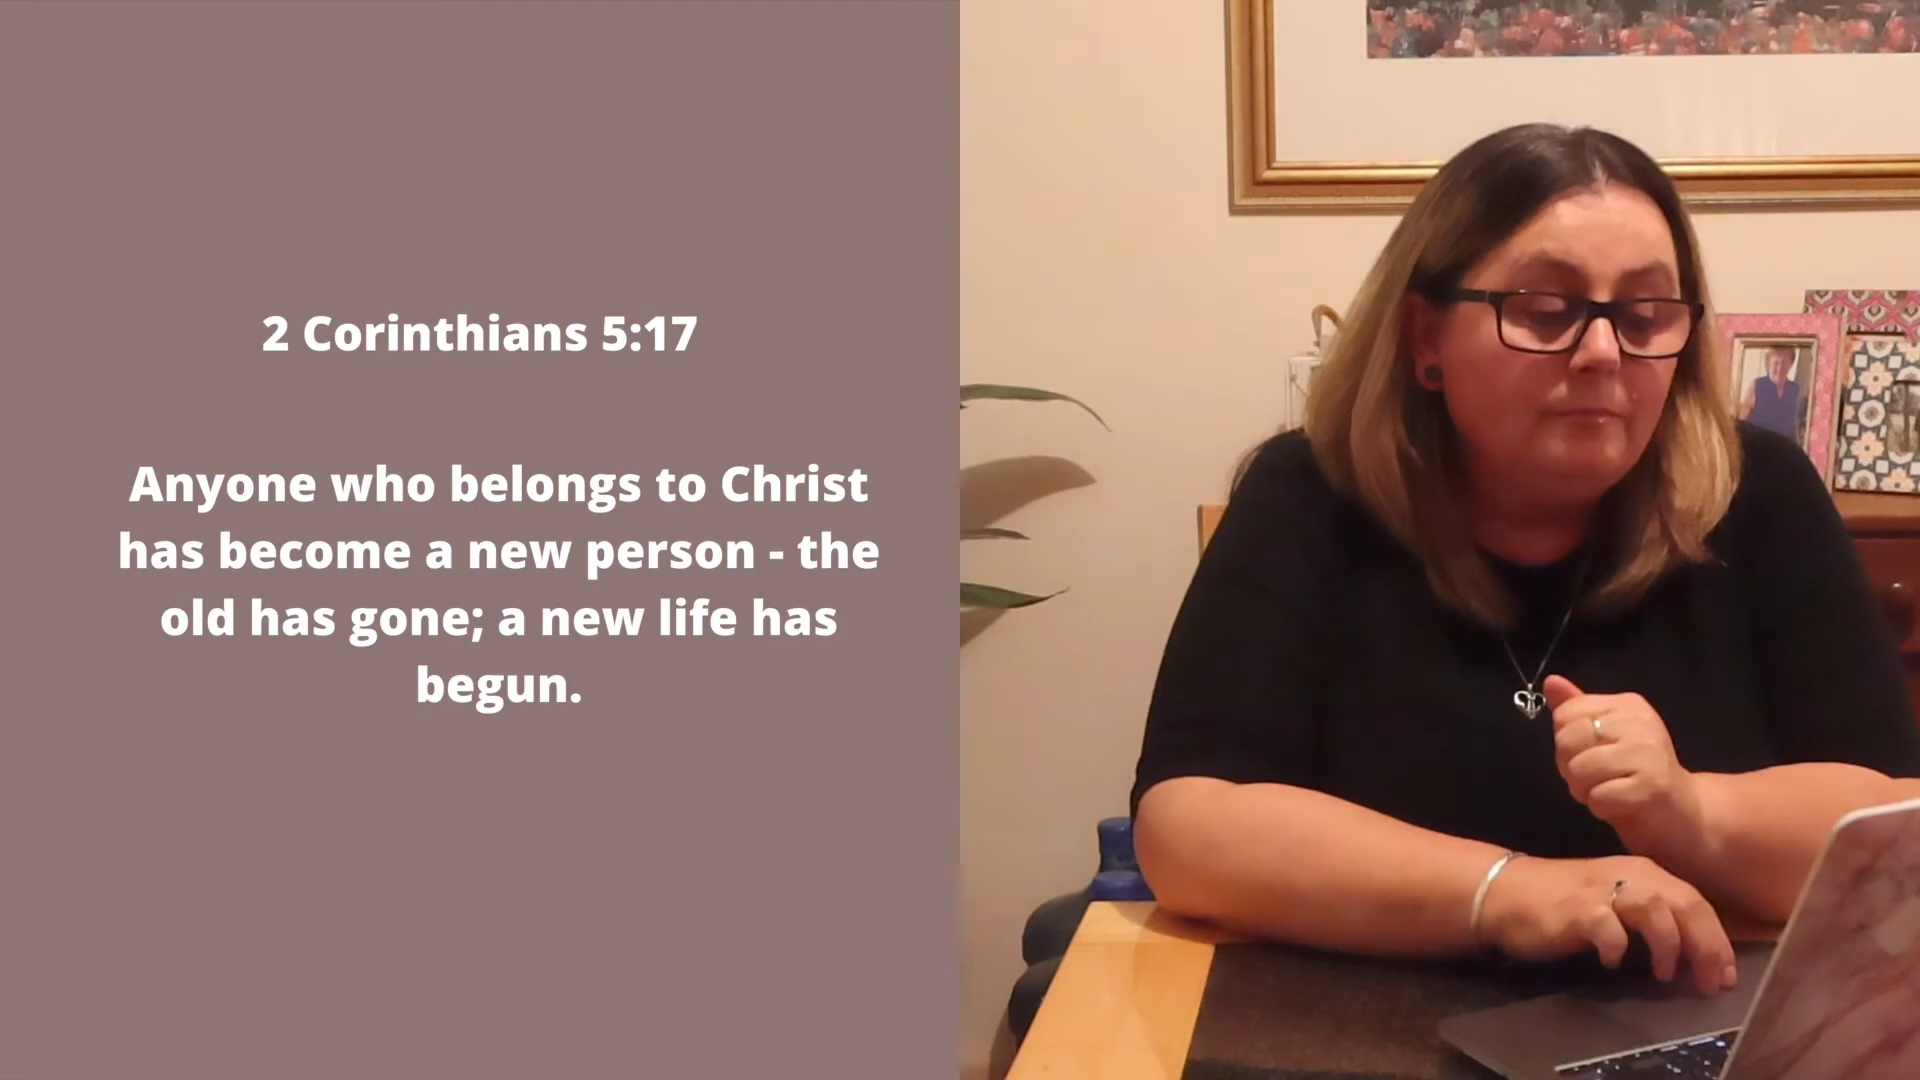 2 Corinthians 5:17
Anyone who belongs to Christ
has become a new person - the
old has gone; a new life has
begun.